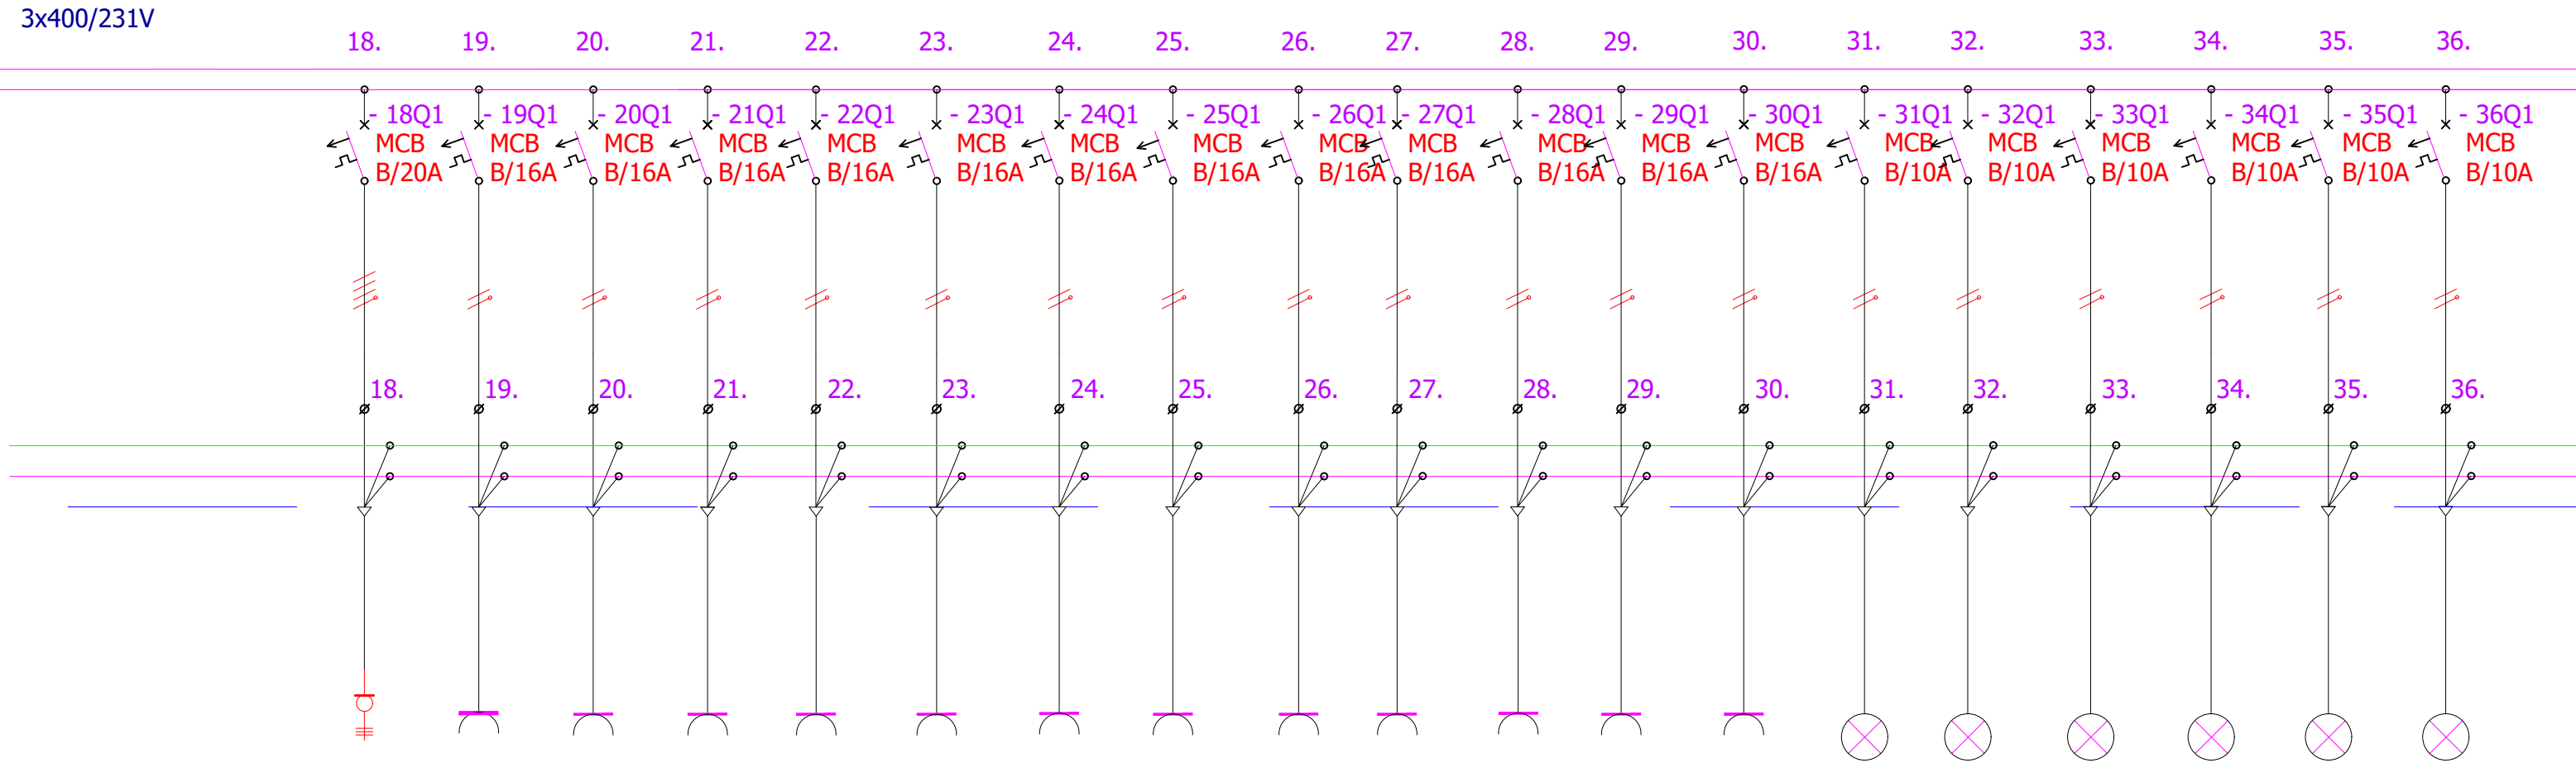 3x400/231V
18. 19. 20. 21. 22. 23. 24. 25. 26. 27. 28. 29. 30. 31. 32. 33. 34. 35. 36.
- 18Q1 - 19Q1 - 20Q1 - 21Q1 - 22Q1 - 23Q1 - 24Q1 - 25Q1 - 26Q1 - 27Q1 - 28Q1 - 29Q1 - 30Q1 - 31Q1 - 32Q1 - 33Q1 - 34Q1 - 35Q1 - 36Q1
MCB MCB MCB MCB MCB MCB MCB MCB MCB MCB MCB MCB MCB MCB MCB MCB MCB MCB MCB
B/20A B/16A B/16A B/16A B/16A B/16A B/16A B/16A B/16A B/16A B/16A B/16A B/16A B/10A B/10A B/10A B/10A B/10A B/10A
18. 19. 20. 21. 22. 23. 24. 25. 26. 27. 28. 29. 30. 31. 32. 33. 34. 35. 36.